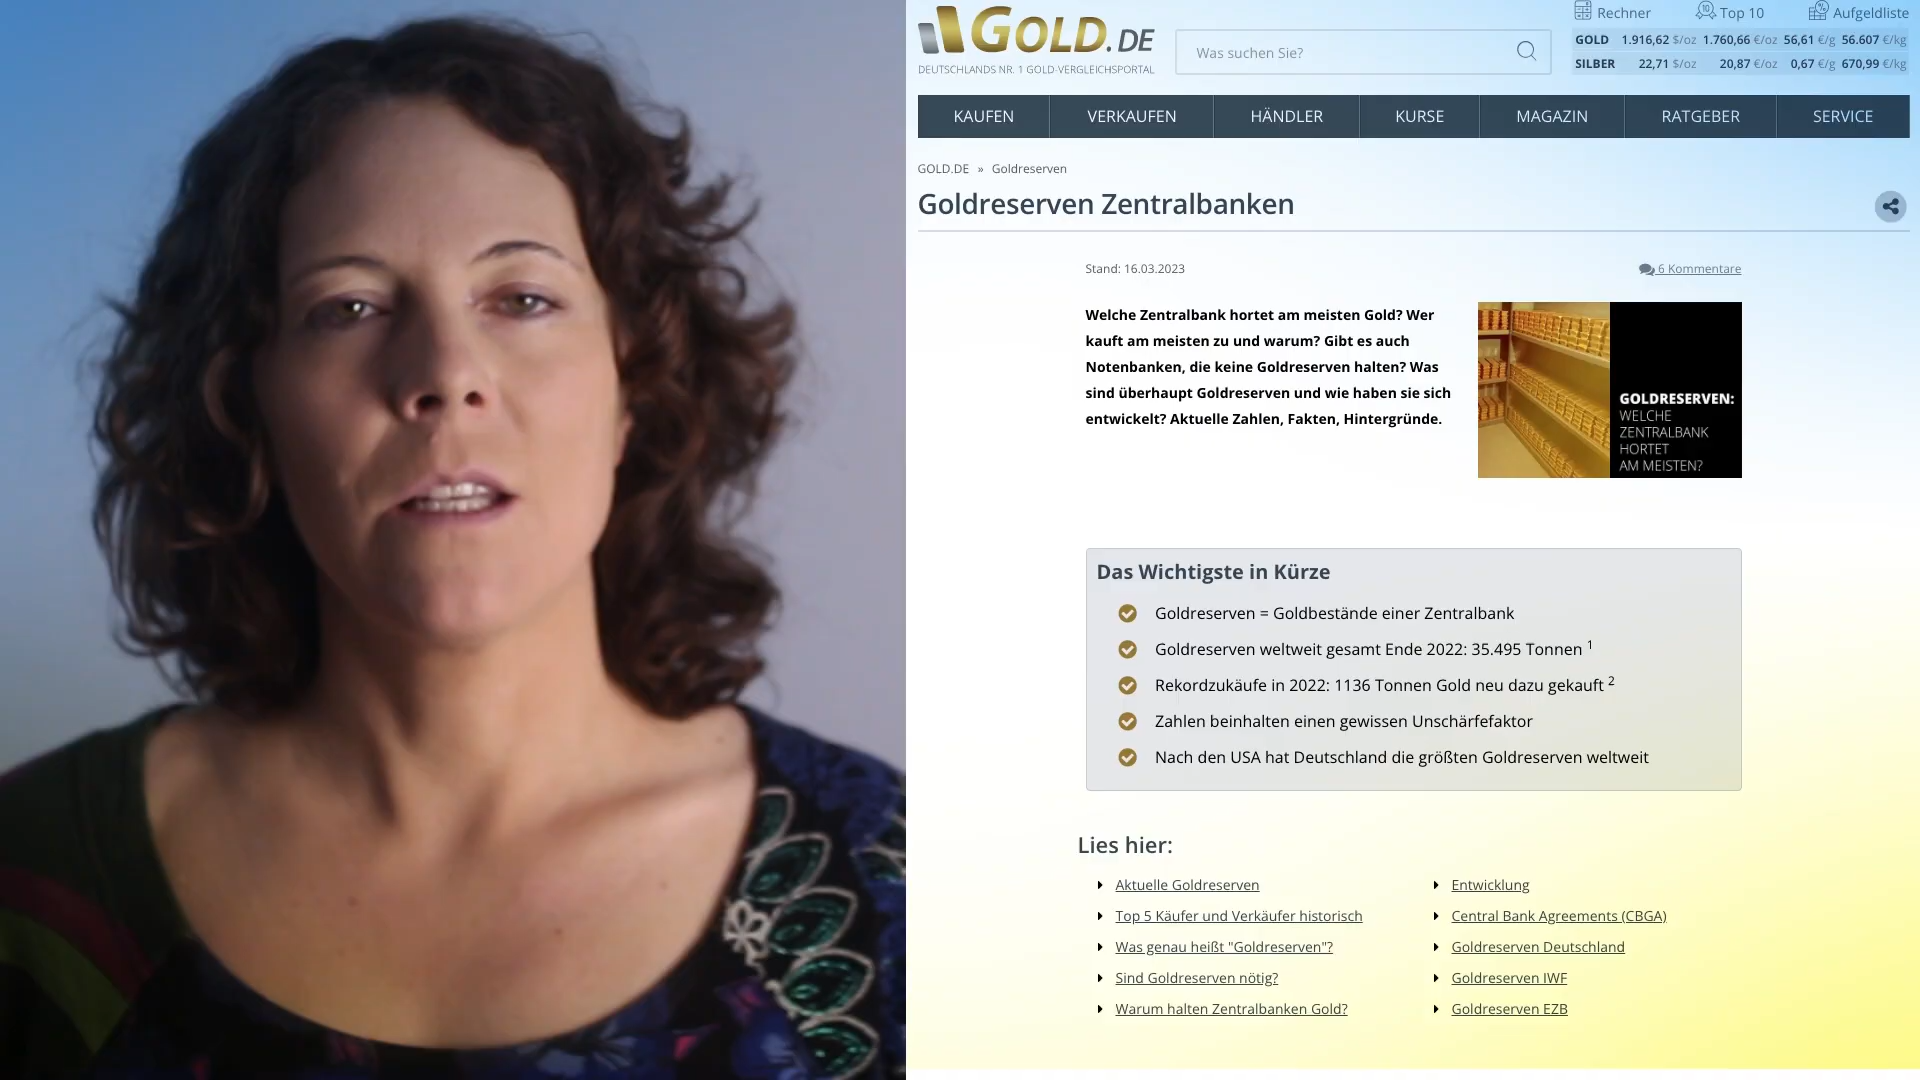 GOLD.DE
DEUTSCHLANDS NR. 1 GOLD-VERGLEICHSPORTAL
Was suchen Sie?
Rechner Top 10 Aufgeldliste
GOLD 1.916,62 $/oz 1.760,66 €/oz 56,61 €/g 56.607 €/kg
SILBER 22,71 $/oz 20,87 €/oz 0,67 €/g 670,99 €/kg
KAUFEN VERKAUFEN HÄNDLER KURSE MAGAZIN RATGEBER SERVICE
GOLD.DE » Goldreserven
Goldreserven Zentralbanken
Stand: 16.03.2023
6 Kommentare
Welche Zentralbank hortet am meisten Gold? Wer
kauft am meisten zu und warum? Gibt es auch
Notenbanken, die keine Goldreserven halten? Was
sind überhaupt Goldreserven und wie haben sie sich
entwickelt? Aktuelle Zahlen, Fakten, Hintergründe.
GOLDRESERVEN:
WELCHE
ZENTRALBANK
HORTET
AM MEISTEN?
Das Wichtigste in Kürze
Goldreserven = Goldbestände einer Zentralbank
Goldreserven weltweit gesamt Ende 2022: 35.495 Tonnen 1
Rekordzukäufe in 2022: 1136 Tonnen Gold neu dazu gekauft 2
Zahlen beinhalten einen gewissen Unschärfefaktor
Nach den USA hat Deutschland die größten Goldreserven weltweit
Lies hier:
Aktuelle Goldreserven
Top 5 Käufer und Verkäufer historisch
Was genau heißt "Goldreserven"?
Sind Goldreserven nötig?
Warum halten Zentralbanken Gold?
Entwicklung
Central Bank Agreements (CBGA)
Goldreserven Deutschland
Goldreserven IWF
Goldreserven EZB